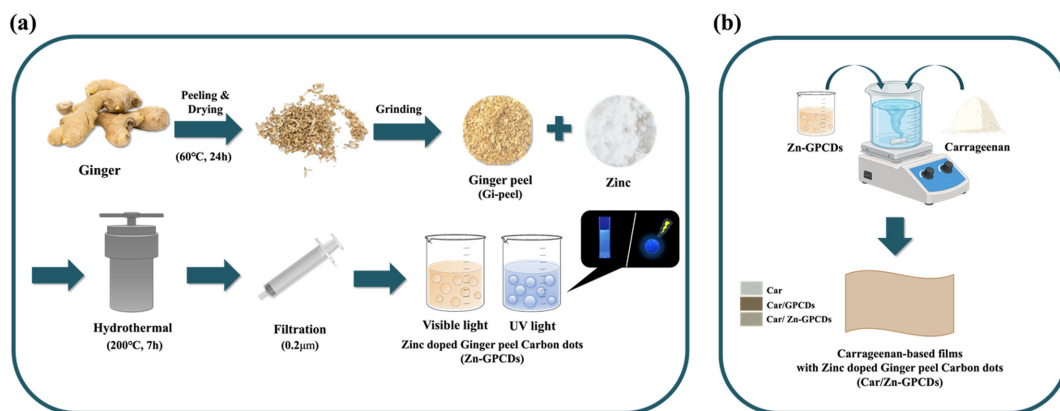 (a)
Peeling &
Drying
(60℃, 24h)
Ginger
Grinding
Ginger peel
(Gi-peel)
Zinc
Hydrothermal
(200℃, 7h)
Filtration
(0.2μm)
Visible light
UV light
Zinc doped Ginger peel Carbon dots
(Zn-GPCDs)
(b)
Zn-GPCDs
Carrageenan
Car
Car/GPCDs
Car/ Zn-GPCDs
Carrageenan-based films
with Zinc doped Ginger peel Carbon dots
(Car/Zn-GPCDs)